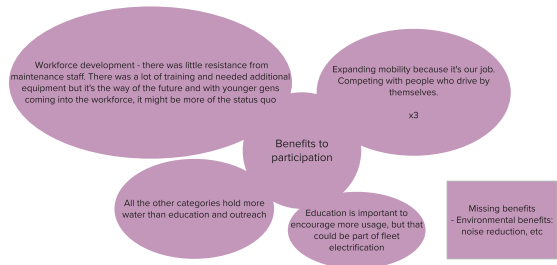 Workforce development - there was little resistance from
maintenance staff. There was a lot of training and needed additional
equipment but it's the way of the future and with younger gens
coming into the workforce, it might be more of the status quo
Expanding mobility because it's our job.
Competing with people who drive by
themselves.
x3
Benefits to
participation
All the other categories hold more
water than education and outreach
Education is important to
encourage more usage, but that
could be part of fleet
electrification
Missing benefits
- Environmental benefits:
noise reduction, etc